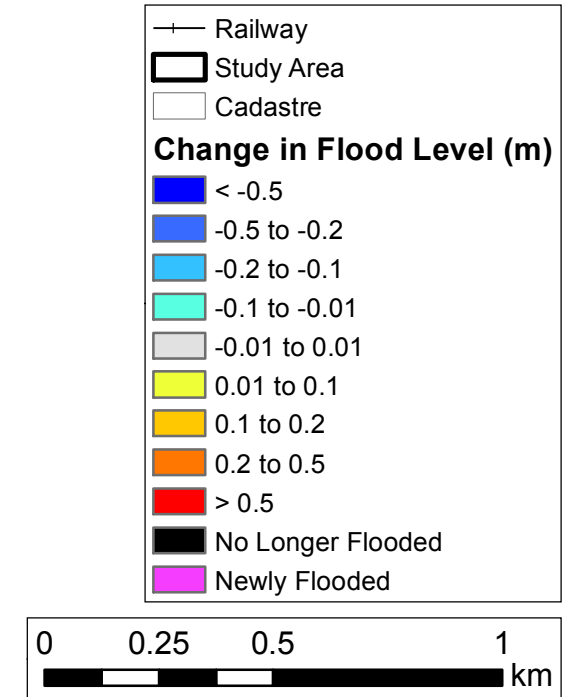 Railway
Study Area
Cadastre
Change in Flood Level (m)
< -0.5
-0.5 to -0.2
-0.2 to -0.1
-0.1 to -0.01
-0.01 to 0.01
0.01 to 0.1
0.1 to 0.2
0.2 to 0.5
> 0.5
No Longer Flooded
Newly Flooded
0 0.25 0.5 1
km